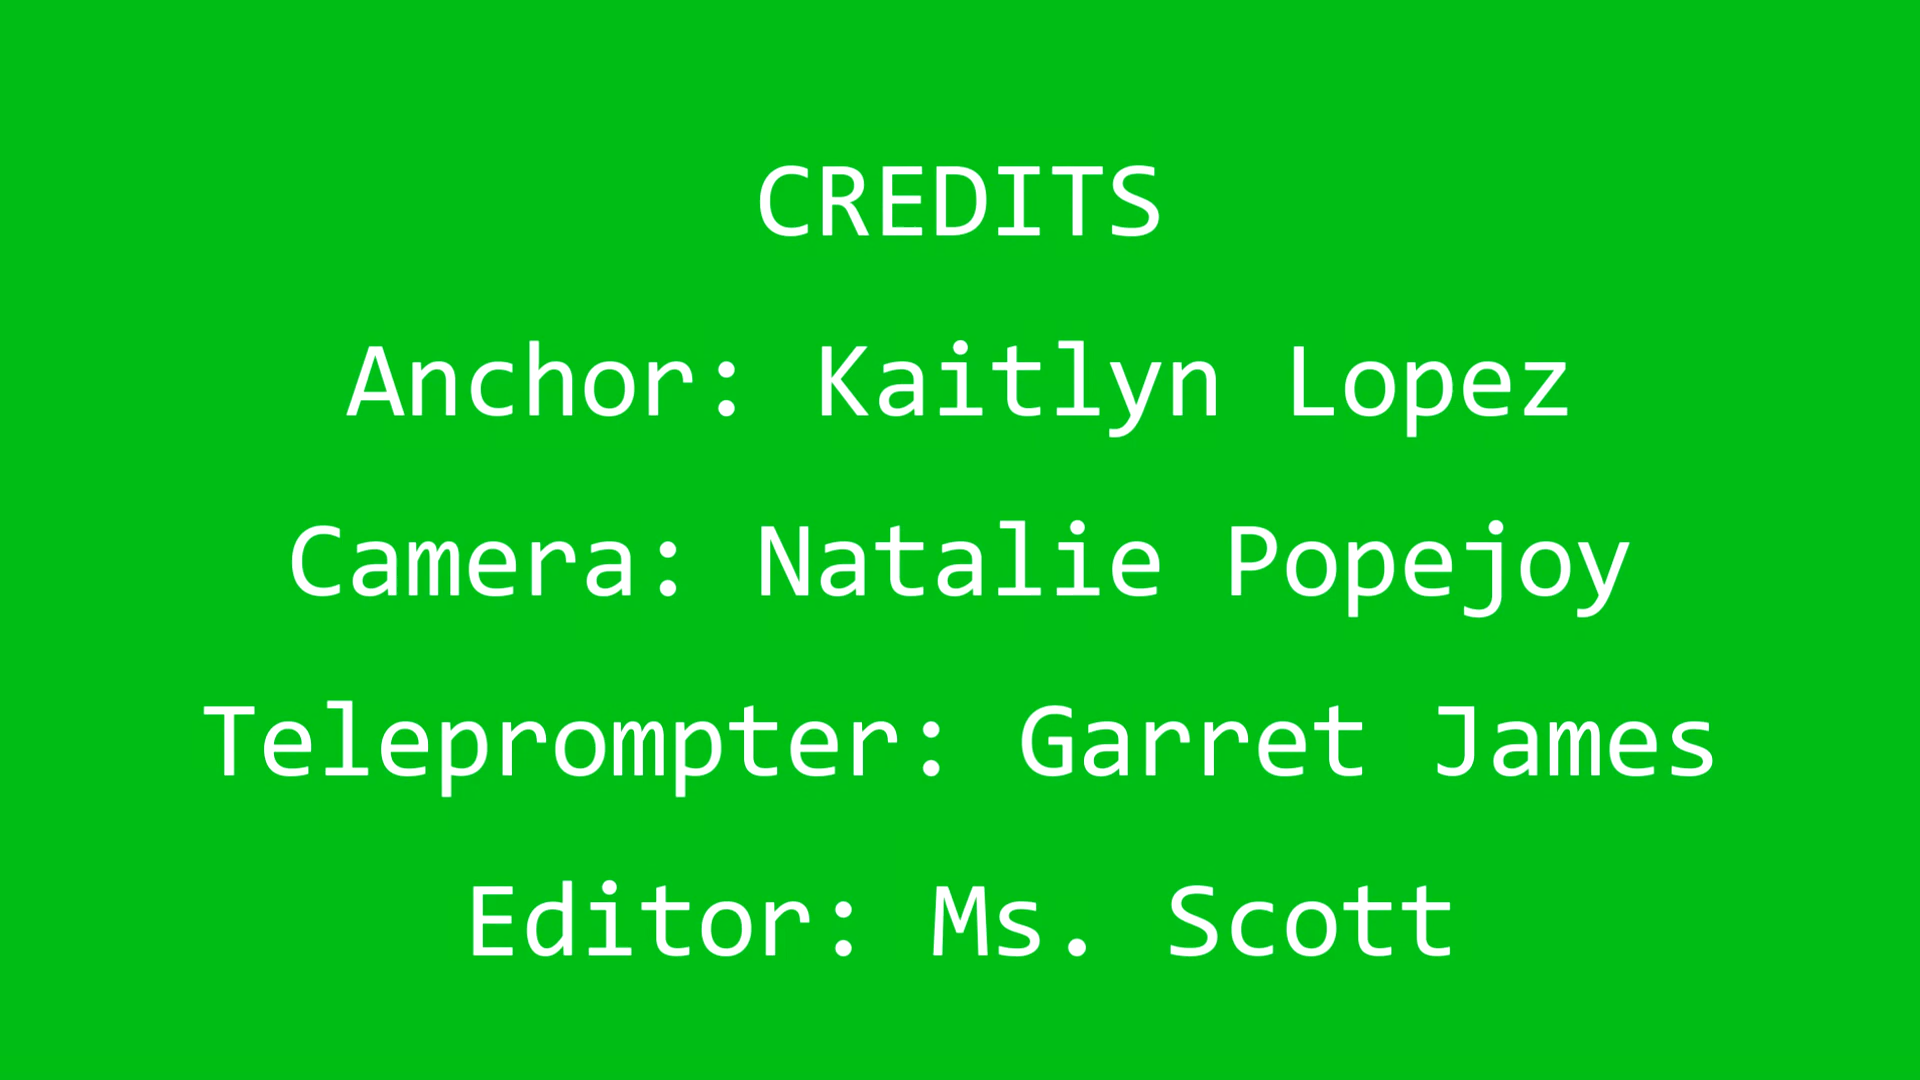 CREDITS
Anchor: Kaitlyn Lopez
Camera: Natalie Popejoy
Teleprompter: Garret James
Editor: Ms. Scott